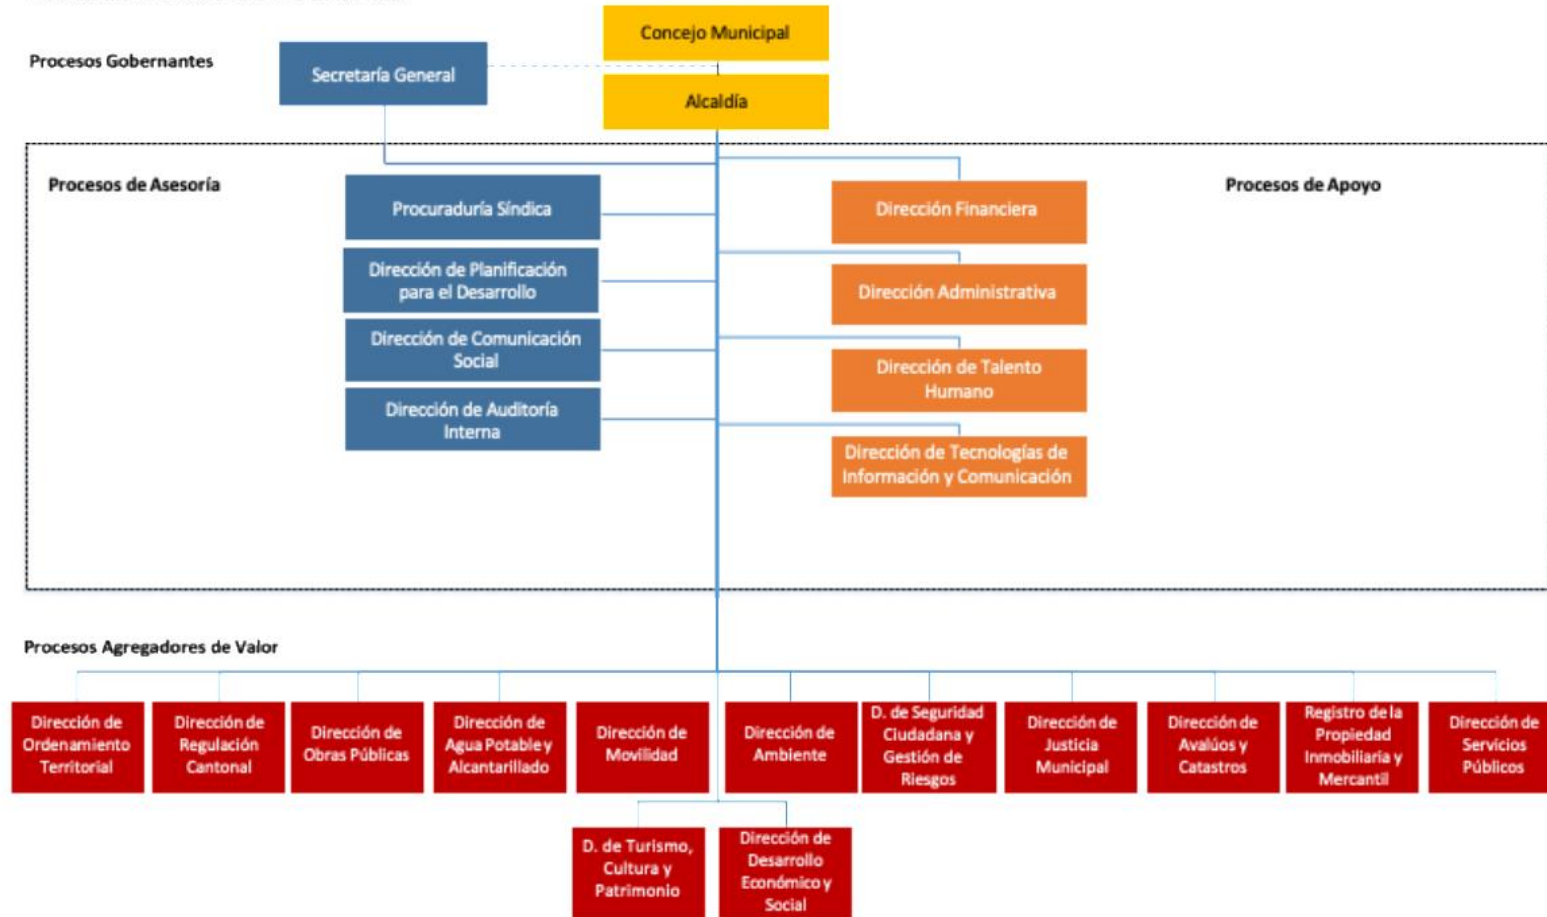 Concejo Municipal
Procesos Gobernantes
Secretaría General
Alcaldía
Procesos de Asesoría
Procesos de Apoyo
Procuraduría Síndica
Dirección Financiera
Dirección de Planificación
para el Desarrollo
Dirección Administrativa
Dirección de Comunicación
Social
Dirección de Talento
Humano
Dirección de Auditoría
Interna
Dirección de Tecnologías de
Información y Comunicación
Procesos Agregadores de Valor
Dirección de
Ordenamiento
Territorial
Dirección de
Regulación
Cantonal
Dirección de
Obras Públicas
Dirección de
Agua Potable y
Alcantarillado
Dirección de
Movilidad
Dirección de
Ambiente
D. de Seguridad
Ciudadana y
Gestión de
Riesgos
Dirección de
Justicia
Municipal
Dirección de
Avalúos y
Catastros
Registro de la
Propiedad
Inmobiliaria y
Mercantil
Dirección de
Servicios
Públicos
D. de Turismo,
Cultura y
Patrimonio
Dirección de
Desarrollo
Económico y
Social